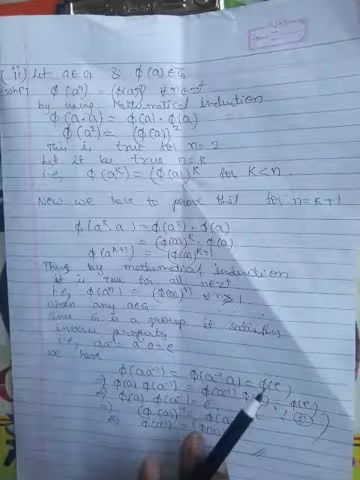 (ii) Let a∈G & φ(a)∈G
WKT φ(aⁿ) = (φ(a))ⁿ ∀ n∈Z⁺
by using Mathematical induction
φ(a·a) = φ(a)·φ(a)
φ(a²) = (φ(a))²
This is true for n=2
let it be true n=k
i.e, φ(aᵏ) = (φ(a))ᵏ for k<n.
Now we have to prove that for n=k+1
φ(aᵏ·a) = φ(aᵏ)·φ(a)
= (φ(a))ᵏ·φ(a)
φ(aᵏ⁺¹) = (φ(a))ᵏ⁺¹
Thus by mathematical induction
It is true for all n∈Z⁺
i.e, φ(aⁿ) = (φ(a))ⁿ ∀ n≥1
Given any a∈G
since G is a group it satisfies
inverse property
i.e, aa⁻¹ = a⁻¹a = e
we have
φ(aa⁻¹) = φ(a⁻¹a) = φ(e)
⇒ φ(a) φ(a⁻¹) = φ(a⁻¹) = φ(e)
⇒ φ(a) φ(a⁻¹) = e
⇒ (φ(a))⁻¹ = φ(a
⇒ φ(a⁻¹) = (φ(a))